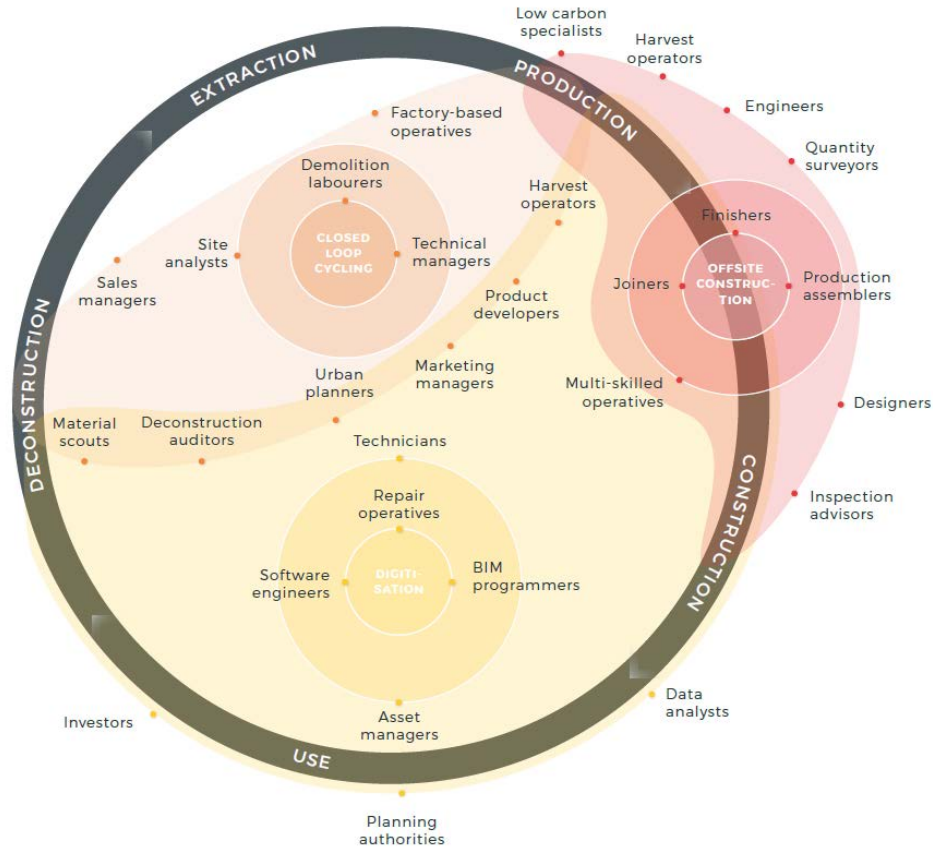 Low carbon
specialists
Harvest
operators
EXTRACTION
PRODUCTION
Engineers
Factory-based
operatives
Quantity
surveyors
Demolition
labourers
Harvest
operators
Finishers
CLOSED
LOOP
CYCLING
Site
analysts
Technical
managers
OFFSITE
CONSTRUC-
TION
Joiners
Production
assemblers
Sales
managers
Product
developers
Marketing
managers
Urban
planners
Multi-skilled
operatives
Designers
DECONSTRUCTION
Material
scouts
Deconstruction
auditors
Technicians
CONSTRUCTION
Inspection
advisors
Repair
operatives
Software
engineers
DIGITI-
SATION
BIM
programmers
Data
analysts
Investors
Asset
managers
USE
Planning
authorities